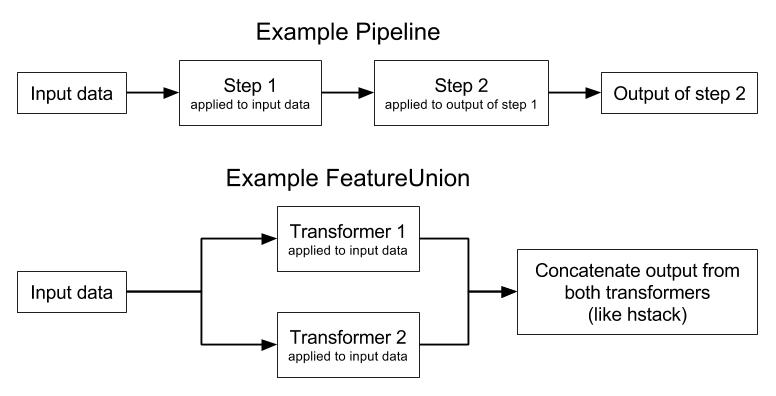 Example Pipeline
Input data
Step 1
applied to input data
Step 2
applied to output of step 1
Output of step 2
Example FeatureUnion
Input data
Transformer 1
applied to input data
Transformer 2
applied to input data
Concatenate output from
both transformers
(like hstack)